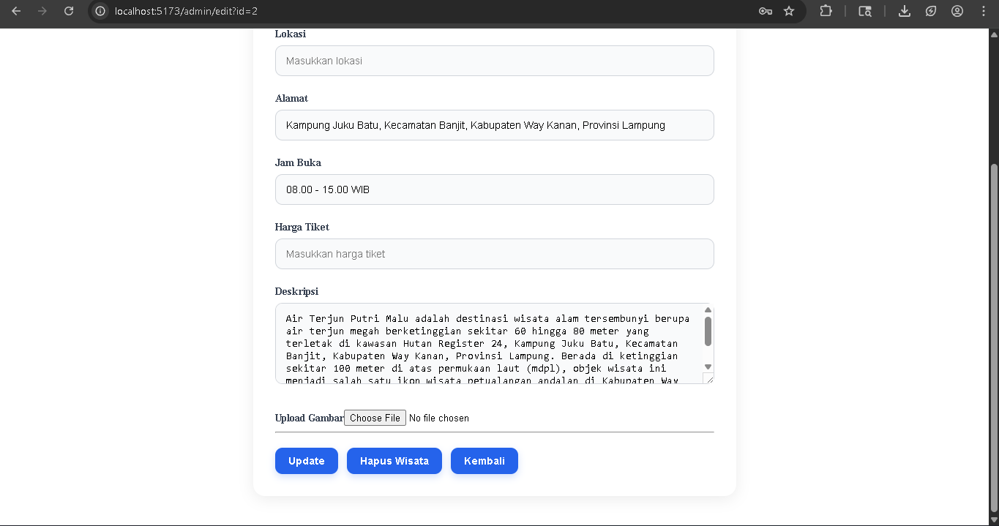 localhost:5173/admin/edit?id=2
Lokasi
Masukkan lokasi
Alamat
Kampung Juku Batu, Kecamatan Banjit, Kabupaten Way Kanan, Provinsi Lampung
Jam Buka
08.00 - 15.00 WIB
Harga Tiket
Masukkan harga tiket
Deskripsi
Air Terjun Putri Malu adalah destinasi wisata alam tersembunyi berupa
air terjun megah berketinggian sekitar 60 hingga 80 meter yang
terletak di kawasan Hutan Register 24, Kampung Juku Batu, Kecamatan
Banjit, Kabupaten Way Kanan, Provinsi Lampung. Berada di ketinggian
sekitar 100 meter di atas permukaan laut (mdpl), objek wisata ini
menjadi salah satu ikon wisata petualangan andalan di Kabupaten Way
Upload Gambar Choose File No file chosen
Update Hapus Wisata Kembali